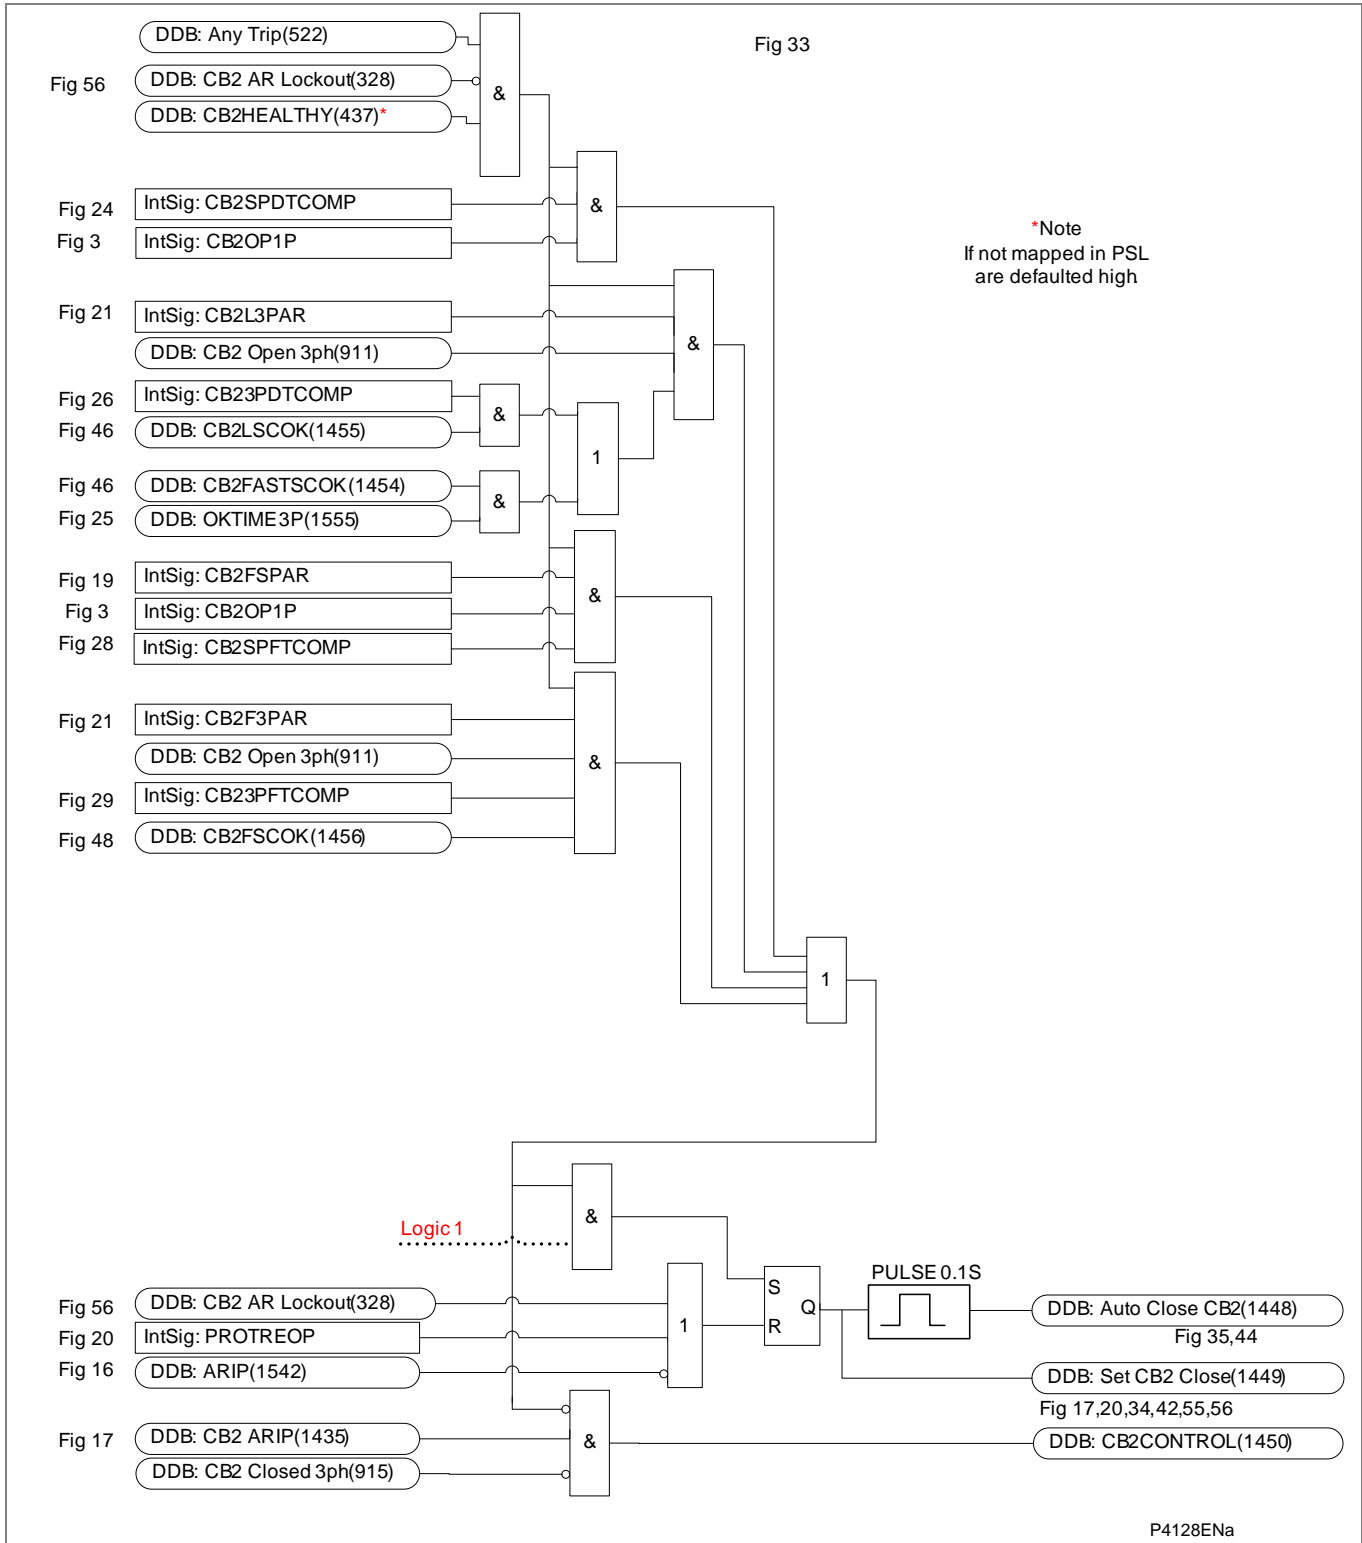 Fig 33
DDB: Any Trip(522)
Fig 56 DDB: CB2 AR Lockout(328)
DDB: CB2HEALTHY(437)*
&
Fig 24 IntSig: CB2SPDTCOMP
&
Fig 3 IntSig: CB2OP1P
*Note
If not mapped in PSL
are defaulted high
Fig 21 IntSig: CB2L3PAR
DDB: CB2 Open 3ph(911)
&
Fig 26 IntSig: CB23PDTCOMP
&
Fig 46 DDB: CB2LSCOK(1455)
1
Fig 46 DDB: CB2FASTSCOK(1454)
&
Fig 25 DDB: OKTIME3P(1555)
Fig 19 IntSig: CB2FSPAR
&
Fig 3 IntSig: CB2OP1P
Fig 28 IntSig: CB2SPFTCOMP
Fig 21 IntSig: CB2F3PAR
DDB: CB2 Open 3ph(911)
&
Fig 29 IntSig: CB23PFTCOMP
Fig 48 DDB: CB2FSCOK(1456)
1
Logic 1
&
PULSE 0.1S
Fig 56 DDB: CB2 AR Lockout(328)
Fig 20 IntSig: PROTREOP
Fig 16 DDB: ARIP(1542)
1
S
Q
R
DDB: Auto Close CB2(1448)
Fig 35,44
DDB: Set CB2 Close(1449)
Fig 17,20,34,42,55,56
Fig 17 DDB: CB2 ARIP(1435)
&
DDB: CB2CONTROL(1450)
DDB: CB2 Closed 3ph(915)
P4128ENa